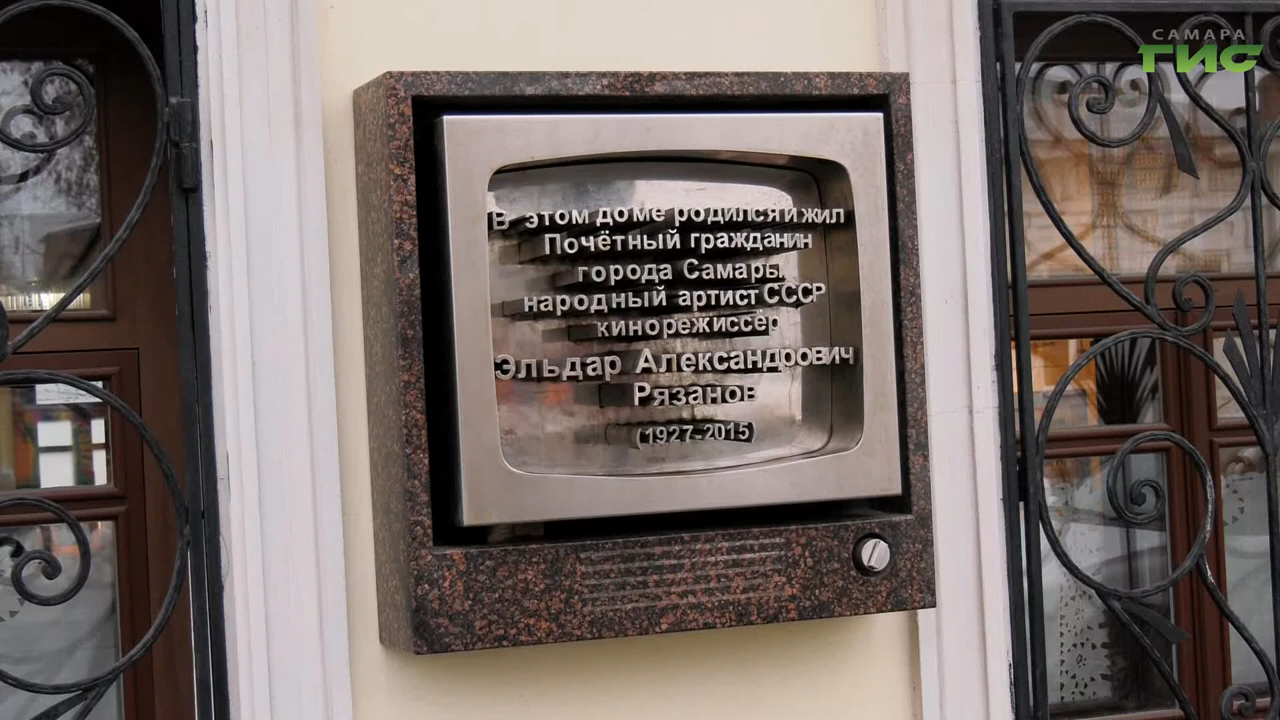 САМАРА
ГИС
В этом доме родился и жил
Почётный гражданин
города Самары,
народный артист СССР
кинорежиссёр
Эльдар Александрович
Рязанов
(1927-2015)